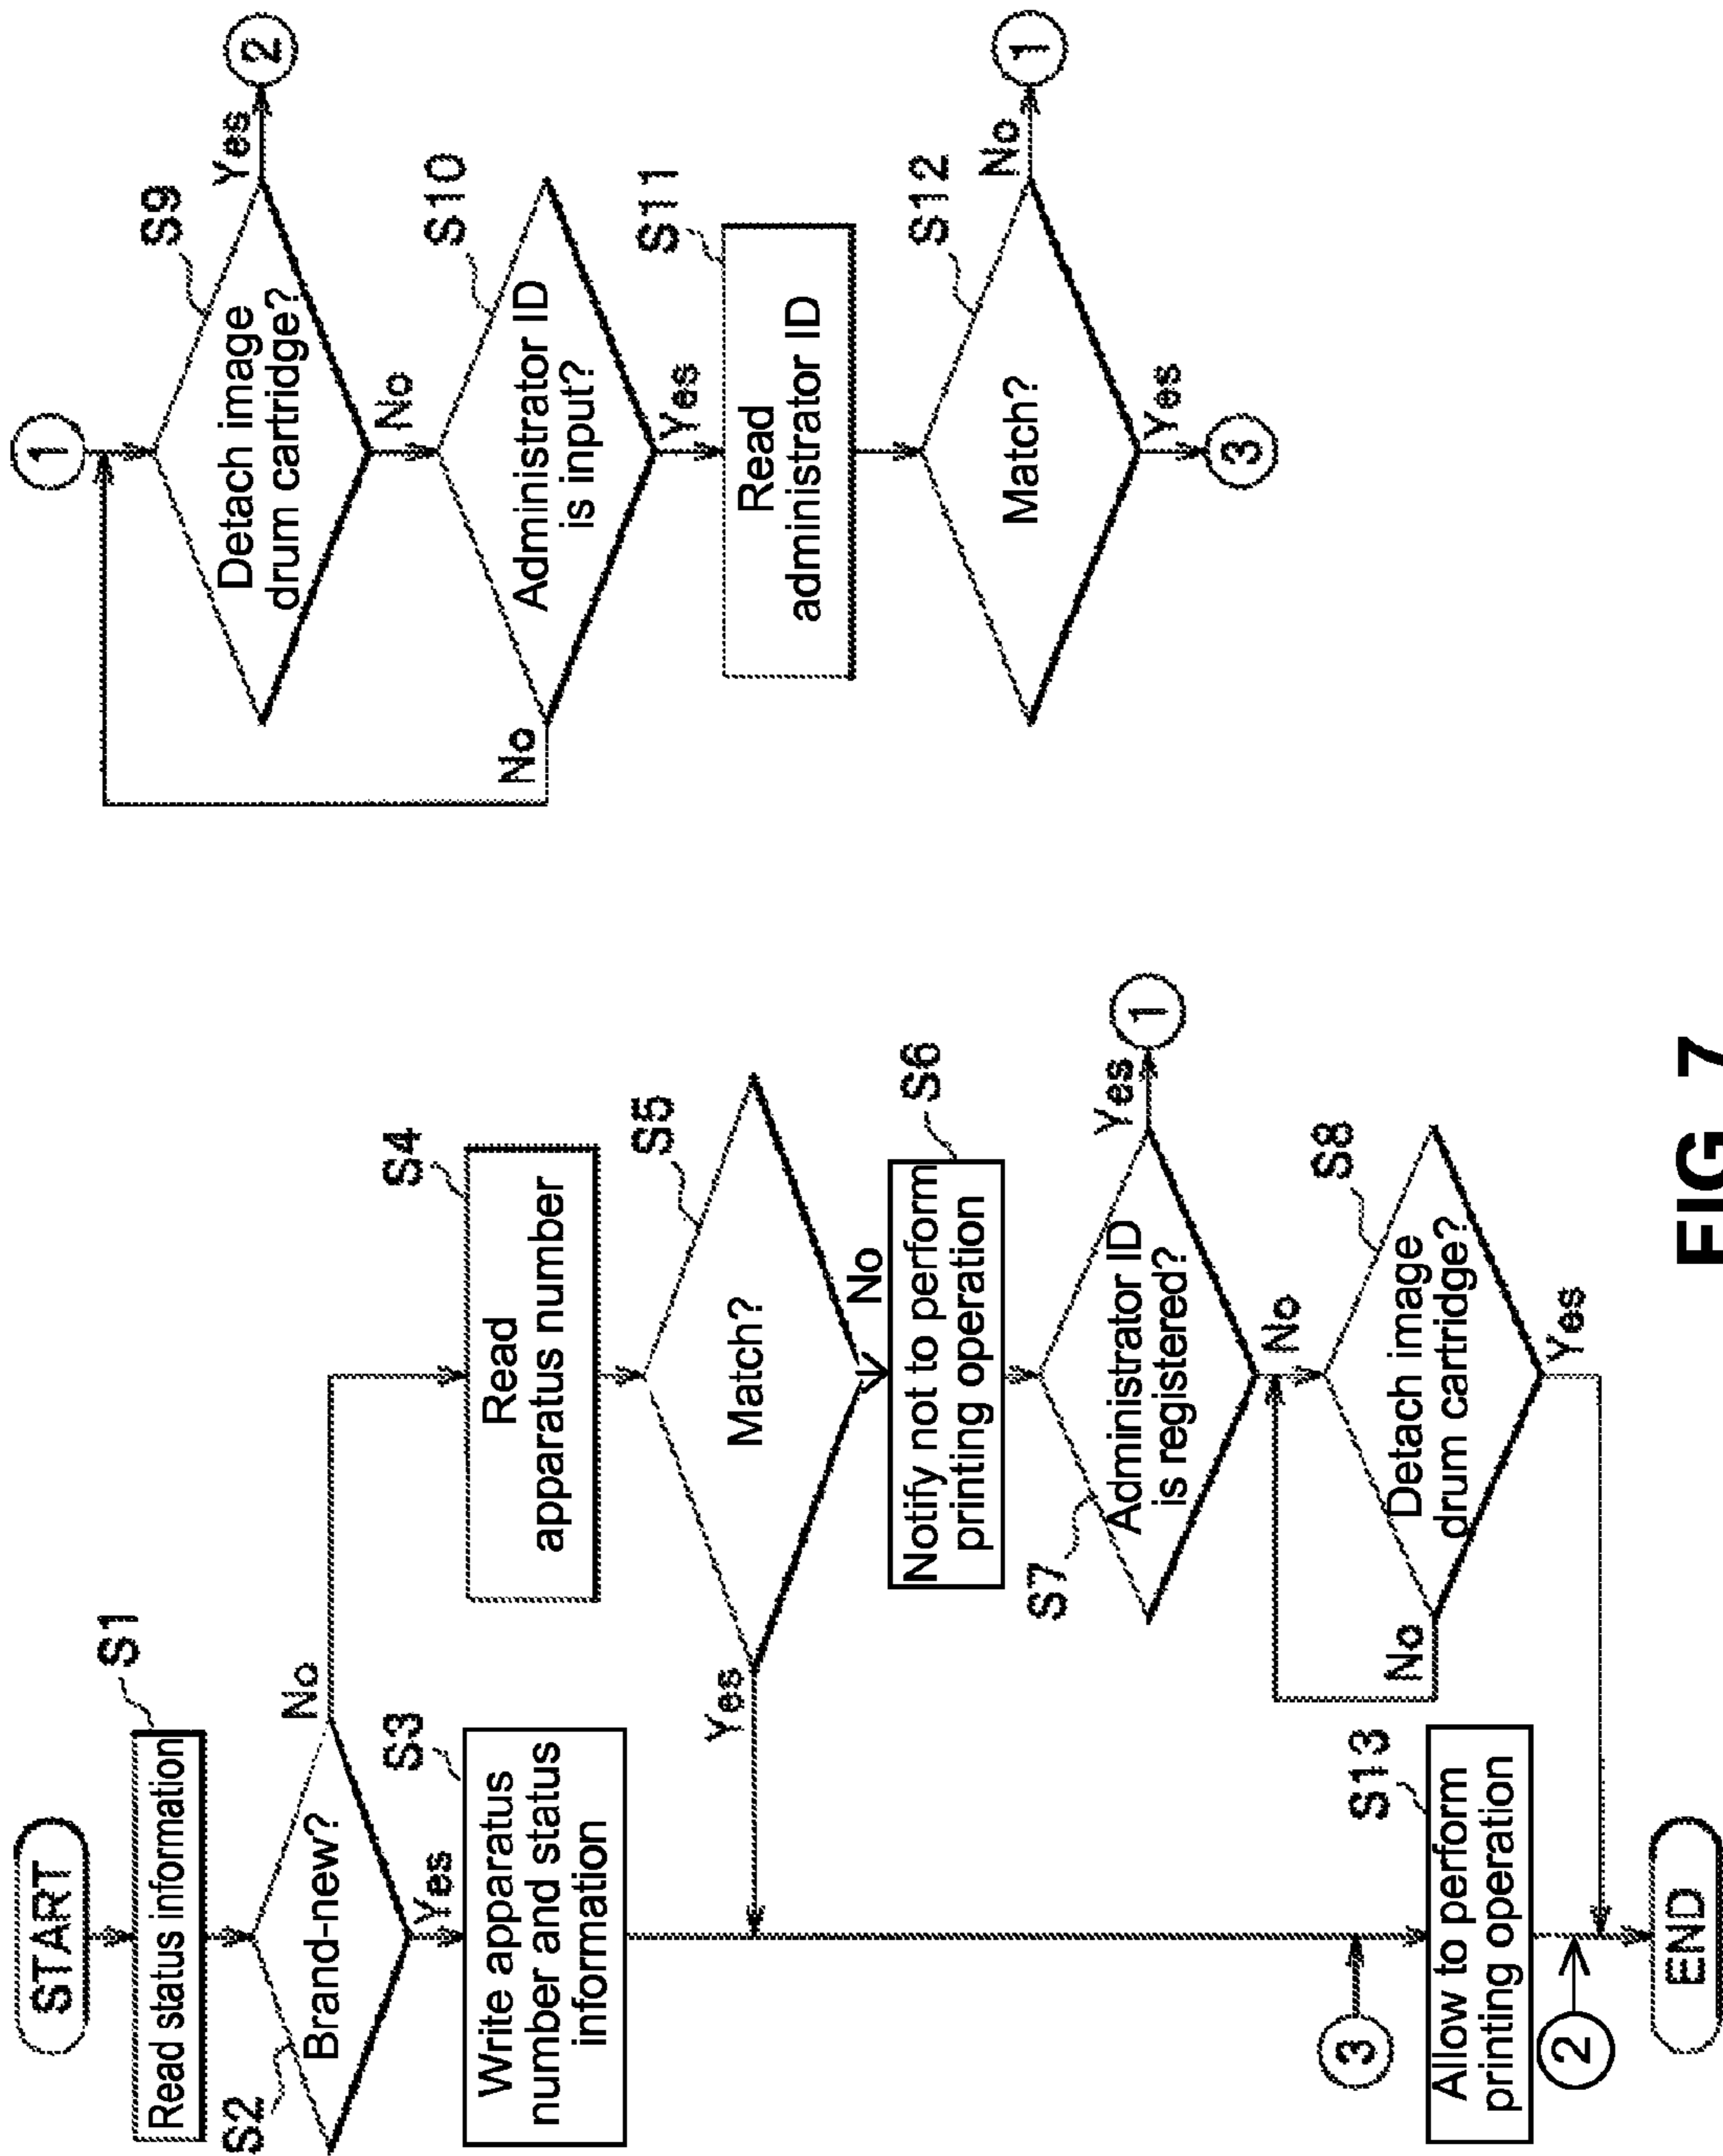 START
S1
Read status information
S2
Brand-new?
No
Yes
S3
Write apparatus
number and status
information
S4
Read
apparatus number
S5
Match?
Yes
No
S6
Notify not to perform
printing operation
S7
Administrator ID
is registered?
Yes
1
No
S8
Detach image
drum cartridge?
No
Yes
3
S13
Allow to perform
printing operation
2
END
1
S9
Detach image
drum cartridge?
Yes
2
No
S10
Administrator ID
is input?
No
Yes
S11
Read
administrator ID
S12
Match?
No
1
Yes
3
FIG 7